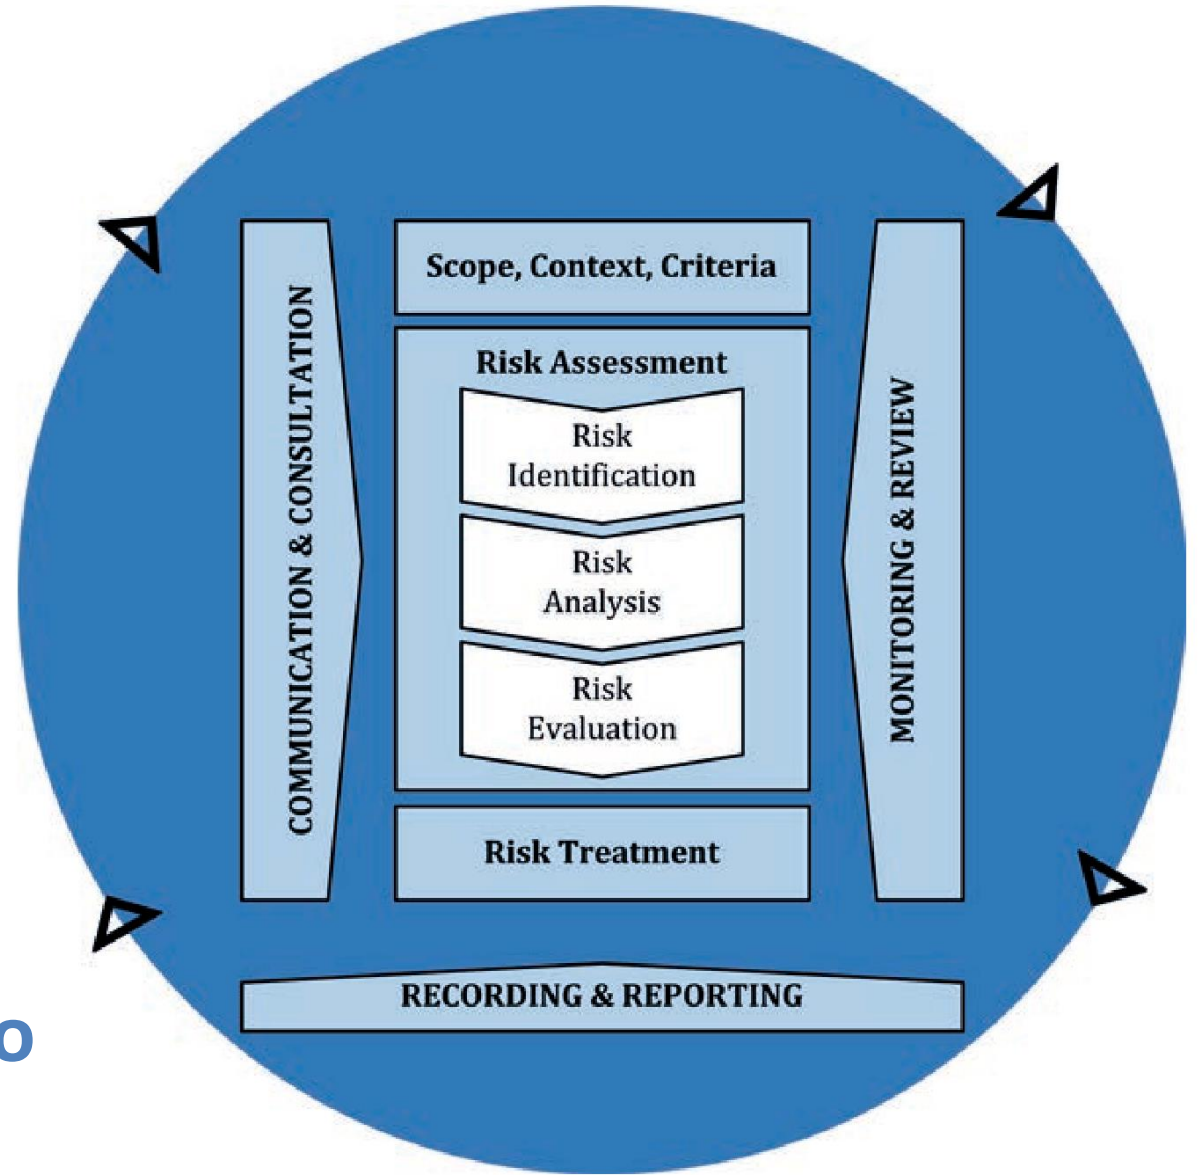 Scope, Context, Criteria
COMMUNICATION & CONSULTATION
Risk Assessment
Risk
Identification
Risk
Analysis
Risk
Evaluation
MONITORING & REVIEW
Risk Treatment
RECORDING & REPORTING
o